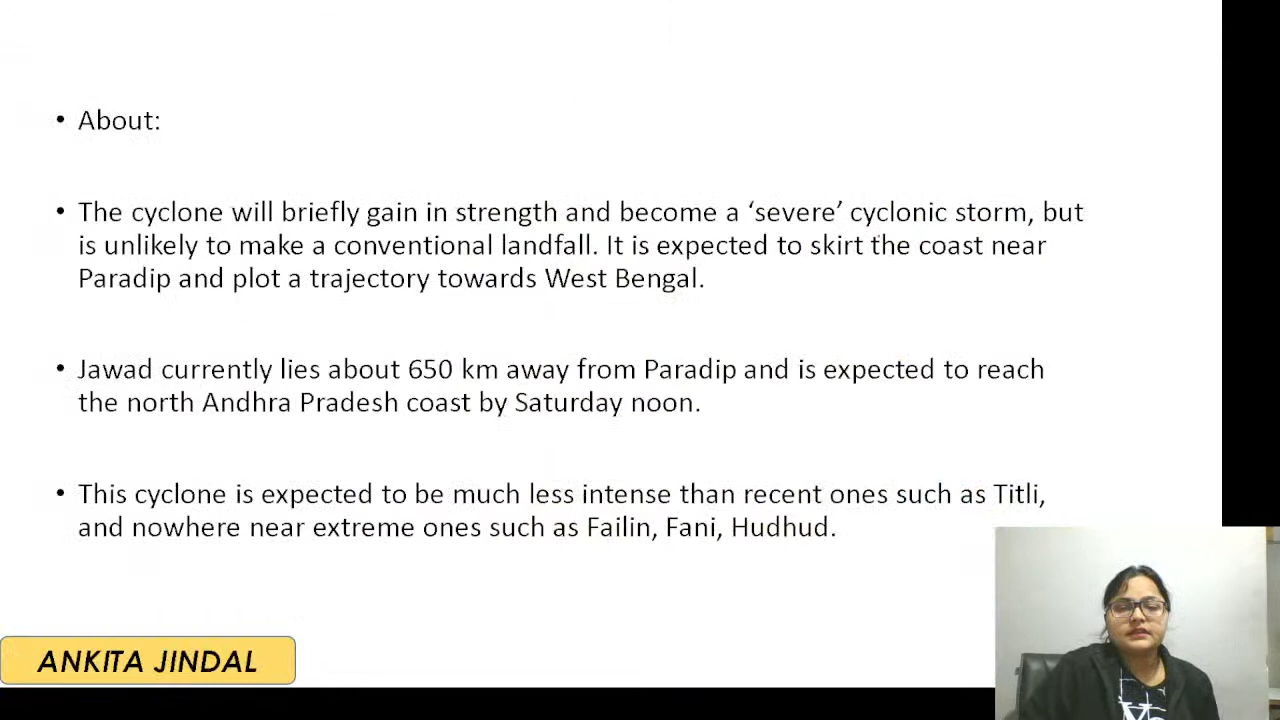 • About:
• The cyclone will briefly gain in strength and become a ‘severe’ cyclonic storm, but
is unlikely to make a conventional landfall. It is expected to skirt the coast near
Paradip and plot a trajectory towards West Bengal.
• Jawad currently lies about 650 km away from Paradip and is expected to reach
the north Andhra Pradesh coast by Saturday noon.
• This cyclone is expected to be much less intense than recent ones such as Titli,
and nowhere near extreme ones such as Failin, Fani, Hudhud.
ANKITA JINDAL